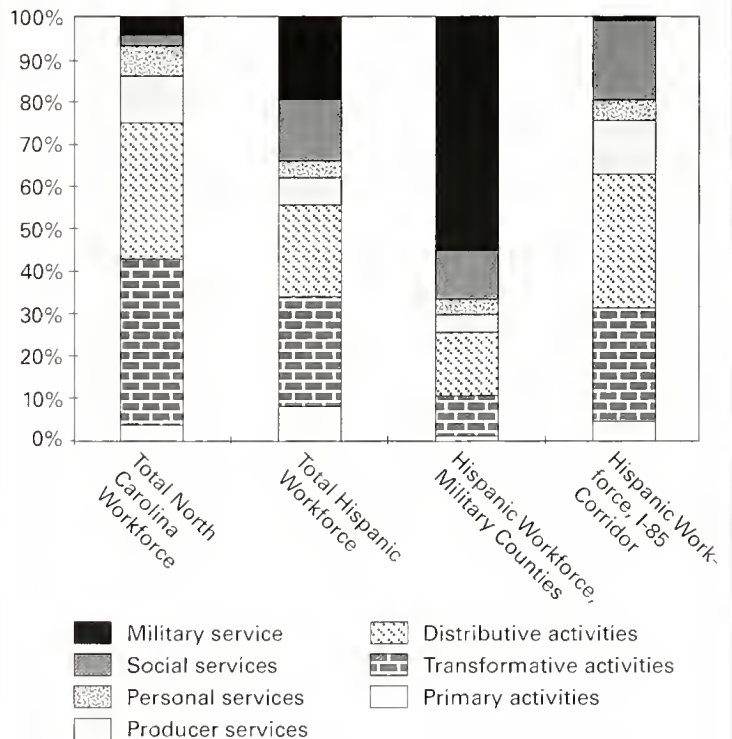 100%
90%
80%
70%
60%
50%
40%
30%
20%
10%
0%
Total North
Carolina
Workforce
Total Hispanic
Workforce
Hispanic Workforce,
Military Counties
Hispanic Work-
force, I-85
Corridor
Military service
Social services
Personal services
Producer services
Distributive activities
Transformative activities
Primary activities